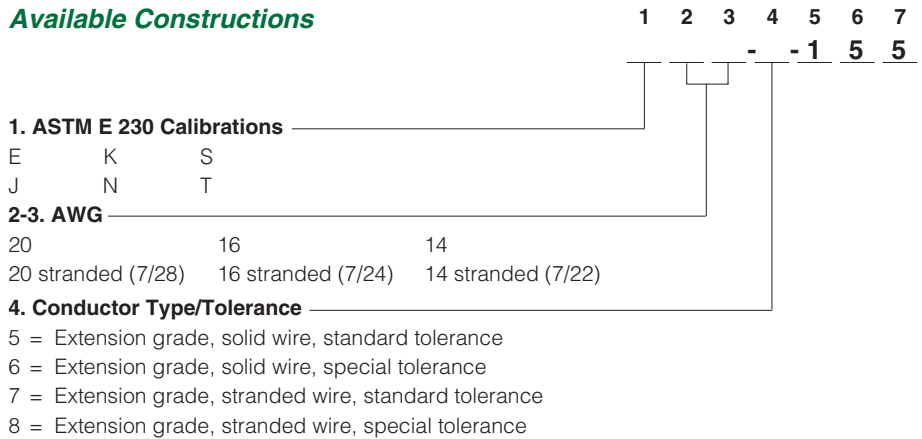 Available Constructions
1 2 3 4 5 6 7
- - 1 5 5
1. ASTM E 230 Calibrations
E K S
J N T
2-3. AWG
20 16 14
20 stranded (7/28) 16 stranded (7/24) 14 stranded (7/22)
4. Conductor Type/Tolerance
5 = Extension grade, solid wire, standard tolerance
6 = Extension grade, solid wire, special tolerance
7 = Extension grade, stranded wire, standard tolerance
8 = Extension grade, stranded wire, special tolerance